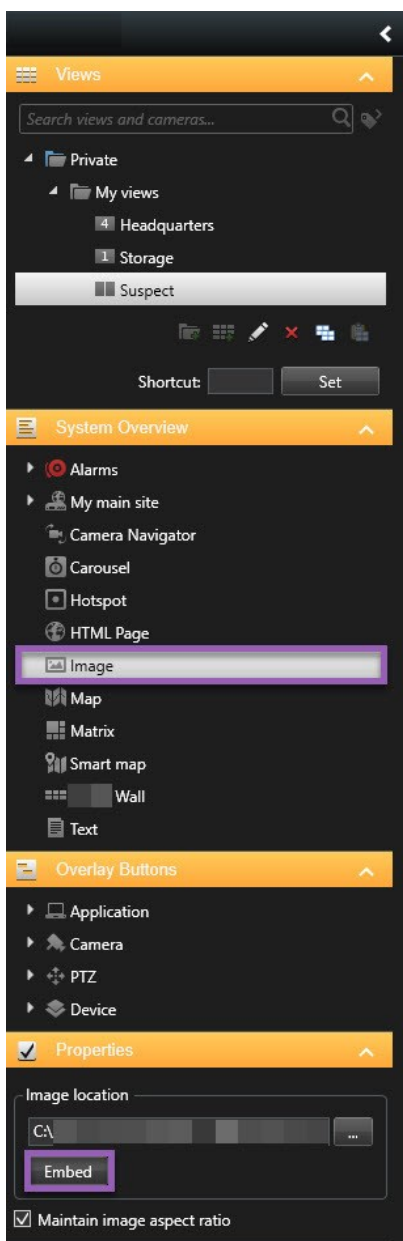 Views
Search views and cameras...
Private
My views
4 Headquarters
1 Storage
Suspect
Shortcut: Set
System Overview
Alarms
My main site
Camera Navigator
Carousel
Hotspot
HTML Page
Image
Map
Matrix
Smart map
Wall
Text
Overlay Buttons
Application
Camera
PTZ
Device
Properties
Image location
C:\
...
Embed
Maintain image aspect ratio